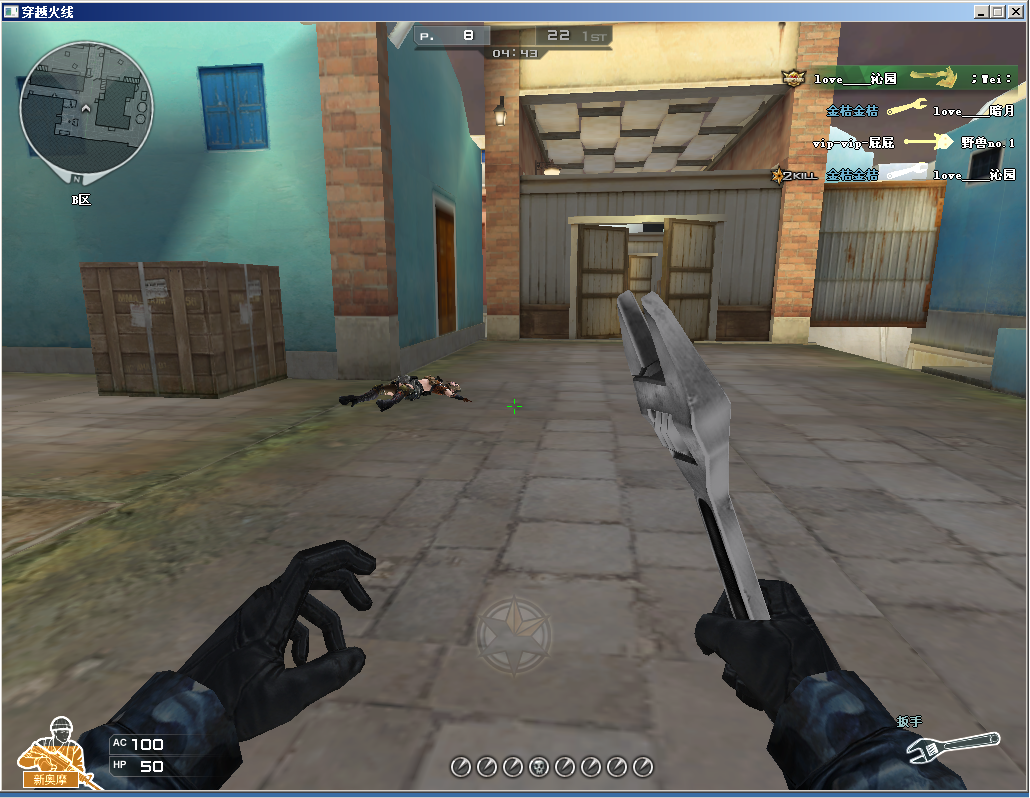 穿越火线
P. 8
22 1ST
04:43
love____沁园 ;Wei:
金桔金桔 love____暗月
vip-vip-屁屁 野兽no.1
2KILL 金桔金桔 love____沁园
N
B区
扳手
AC 100
HP 50
新奥摩